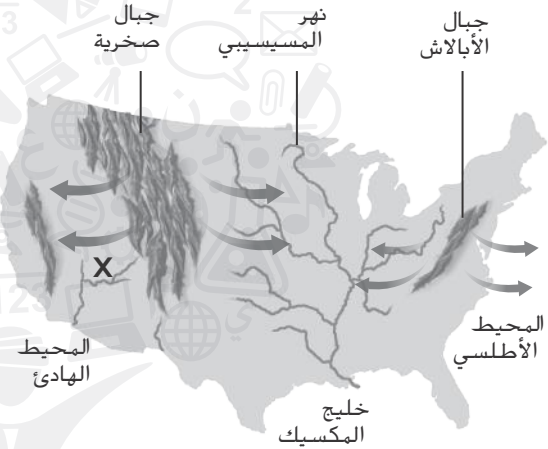 جبال
الأبالاش
نهر
المسيسيبي
جبال
صخرية
X
المحيط
الأطلسي
المحيط
الهادئ
خليج
المكسيك